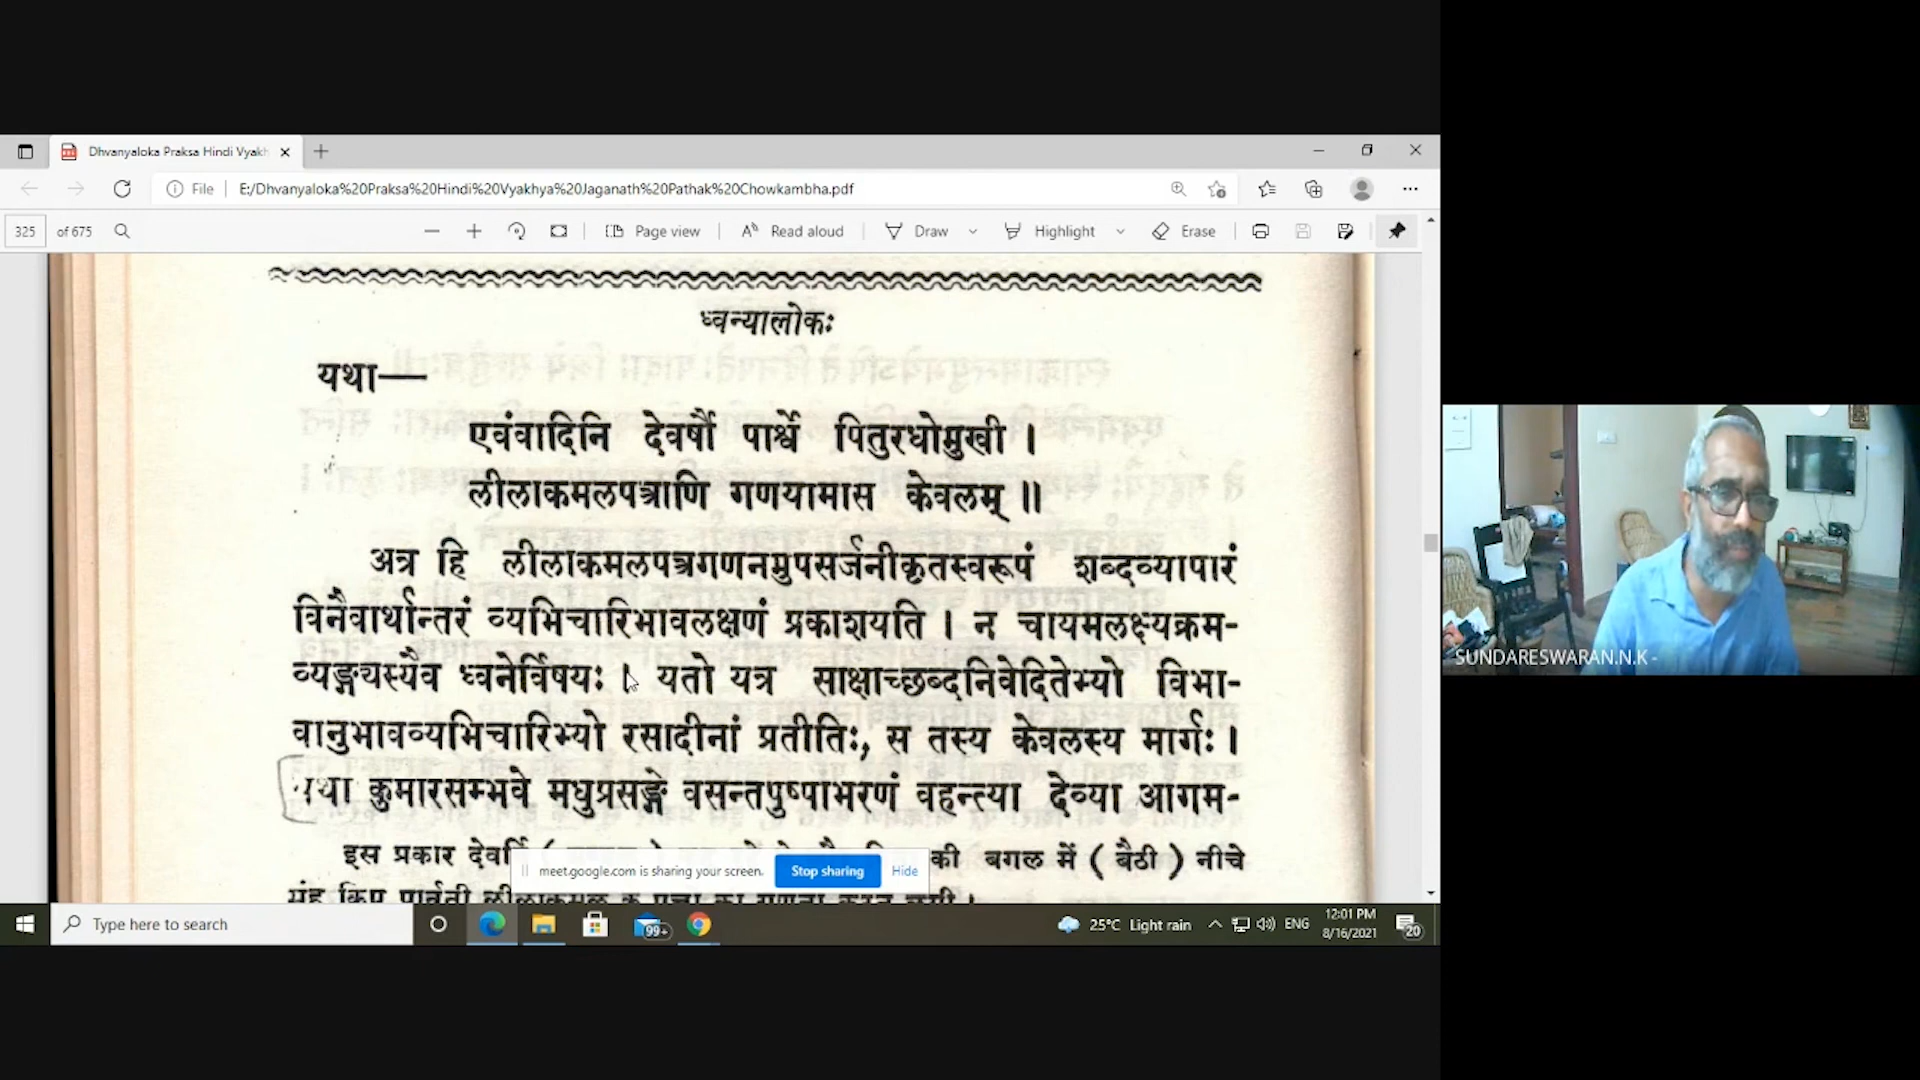 Dhvanyaloka Praksa Hindi Vyakh
File
E:/Dhvanyaloka%20Praksa%20Hindi%20Vyakhya%20Jaganath%20Pathak%20Chowkambha.pdf
325 of 675
Page view
Read aloud
Draw
Highlight
Erase
ध्वन्यालोकः
यथा—
एवंवादिनि देवर्षौ पार्श्वे पितुरधोमुखी ।
लीलाकमलपत्राणि गणयामास केवलम् ॥
अत्र हि लीलाकमलपत्रगणनमुपसर्जनीकृतस्वरूपं शब्दव्यापारं
विनैवार्थान्तरं व्यभिचारिभावलक्षणं प्रकाशयति । न चायमलक्ष्यक्रम-
व्यङ्ग्यस्यैव ध्वनेर्विषयः । यतो यत्र साक्षाच्छब्दनिवेदितेभ्यो विभा-
वानुभावव्यभिचारिभ्यो रसादीनां प्रतीतिः, स तस्य केवलस्य मार्गः ।
यथा कुमारसम्भवे मधुप्रसङ्गे वसन्तपुष्पाभरणं वहन्त्या देव्या आगम-
इस प्रकार की बगल में ( बैठी ) नीचे
meet.google.com is sharing your screen.
Stop sharing
Hide
Type here to search
99+
25°C Light rain
ENG
12:01 PM
8/16/2021
20
SUNDARESWARAN.N.K -